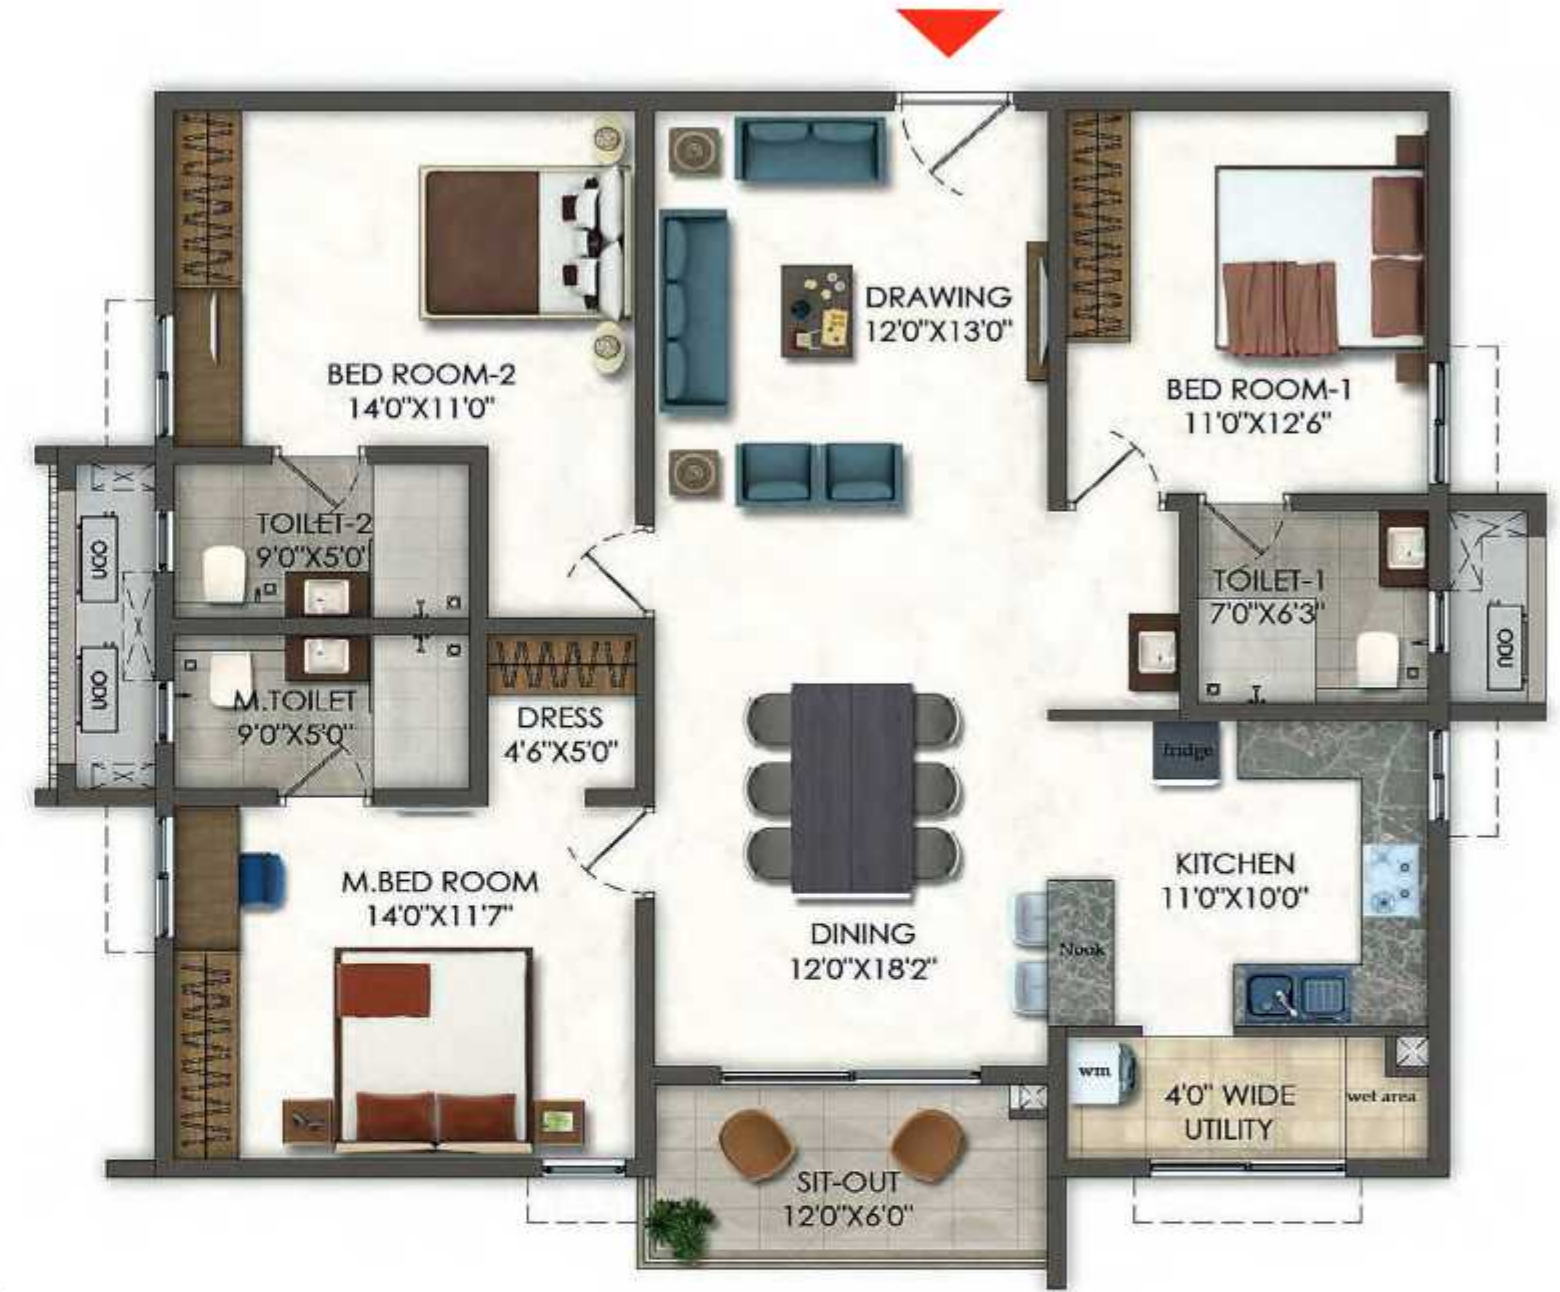 DRAWING
12'0"X13'0"
BED ROOM-2
14'0"X11'0"
BED ROOM-1
11'0"X12'6"
TOILET-2
9'0"X5'0"
ODU
TOILET-1
7'0"X6'3"
ODU
ODU
M.TOILET
9'0"X5'0"
DRESS
4'6"X5'0"
fridge
M.BED ROOM
14'0"X11'7"
KITCHEN
11'0"X10'0"
DINING
12'0"X18'2"
Nook
wm
4'0" WIDE
UTILITY
wet area
SIT-OUT
12'0"X6'0"